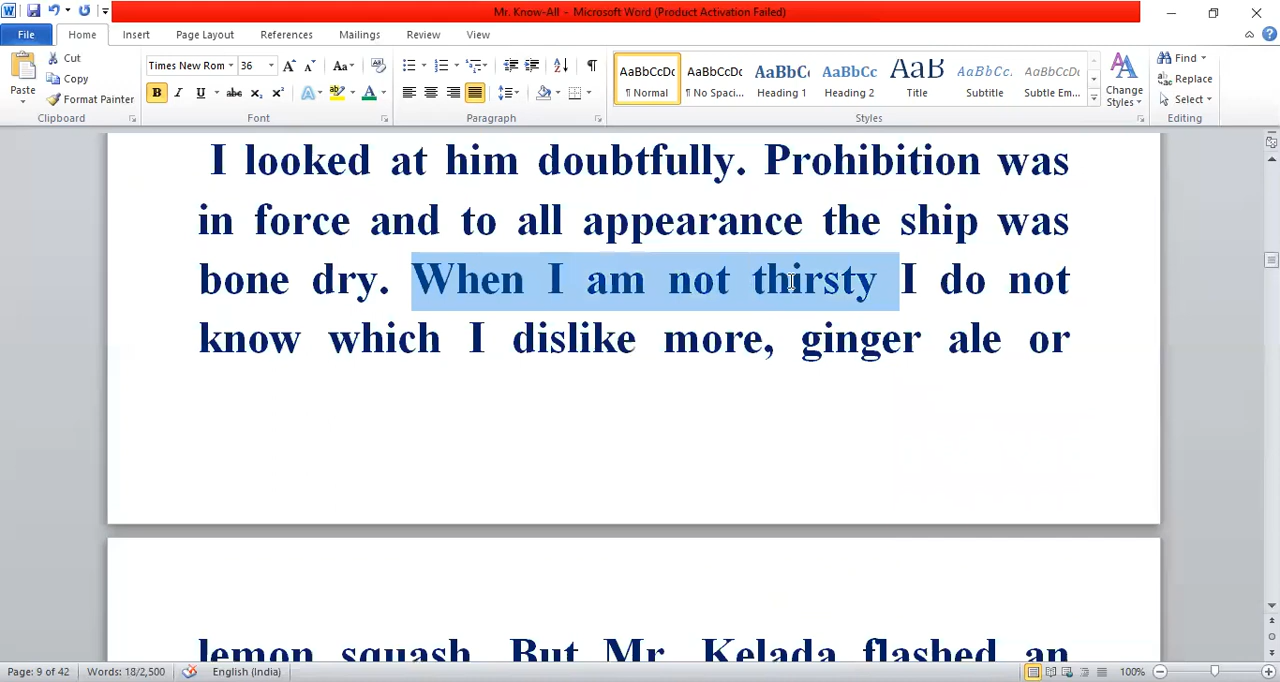 Mr. Know-All - Microsoft Word (Product Activation Failed)
File Home Insert Page Layout References Mailings Review View
Cut
Copy
Format Painter
Paste
Clipboard
Times New Rom 36
Font
Paragraph
AaBbCcDc AaBbCcDc AaBbC AaBbCc AaB AaBbCc. AaBbCcDc
¶ Normal ¶ No Spaci... Heading 1 Heading 2 Title Subtitle Subtle Em...
Styles
Change
Styles
Find
Replace
Select
Editing
I looked at him doubtfully. Prohibition was
in force and to all appearance the ship was
bone dry. When I am not thirsty I do not
know which I dislike more, ginger ale or
lemon squash. But Mr. Kelada flashed an
Page: 9 of 42 Words: 18/2,500 English (India) 100%